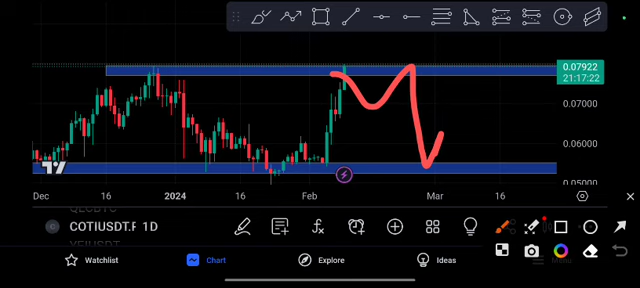 0.07922
21:17:22
0.07000
0.06000
0.05000
Dec 16 2024 16 Feb Mar 16
COTIUSDT.P 1D
Watchlist Chart Explore Ideas